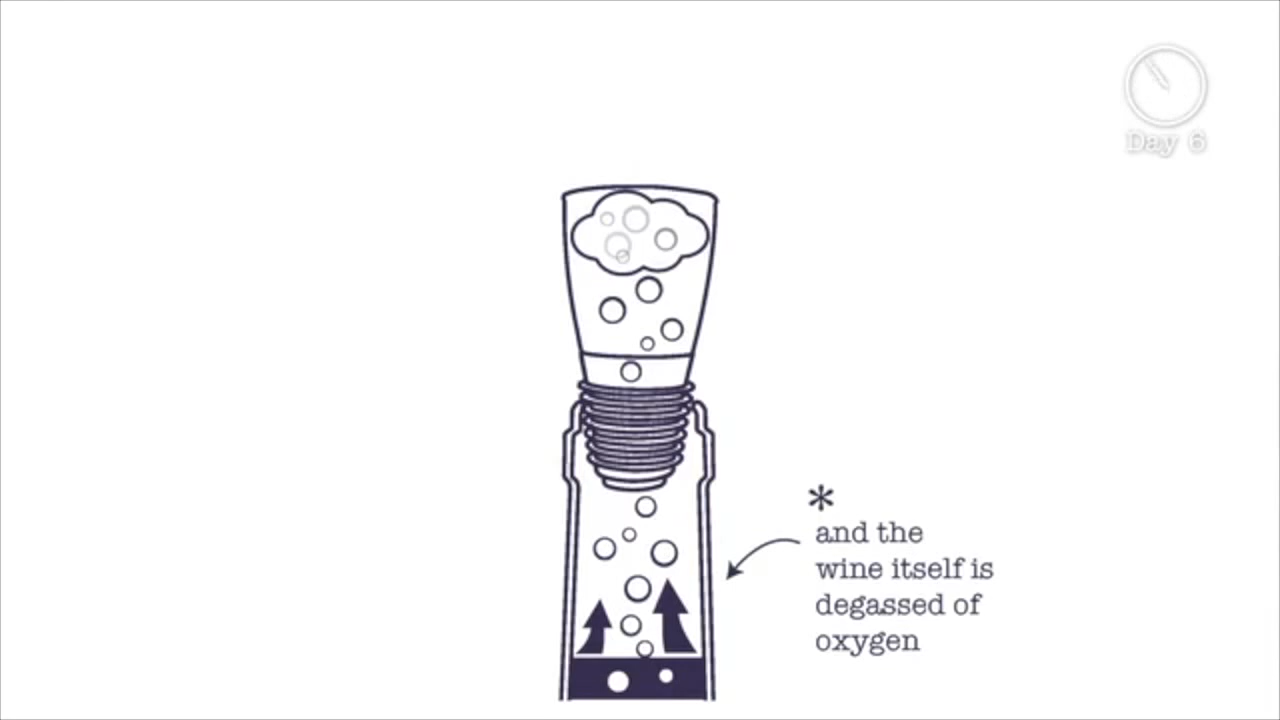 Day 6
*
and the
wine itself is
degassed of
oxygen